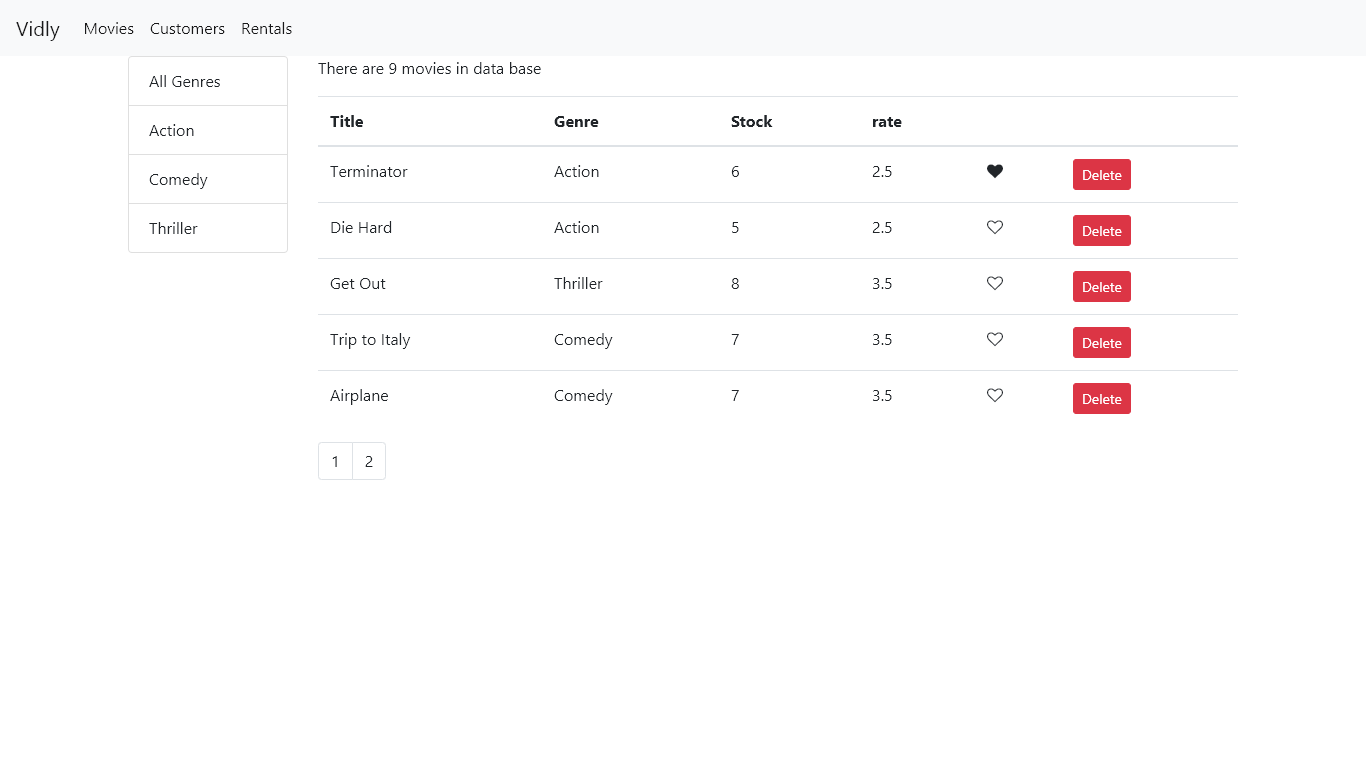 Vidly Movies Customers Rentals
All Genres
Action
Comedy
Thriller
There are 9 movies in data base
Title Genre Stock rate
Terminator Action 6 2.5 Delete
Die Hard Action 5 2.5 Delete
Get Out Thriller 8 3.5 Delete
Trip to Italy Comedy 7 3.5 Delete
Airplane Comedy 7 3.5 Delete
1 2